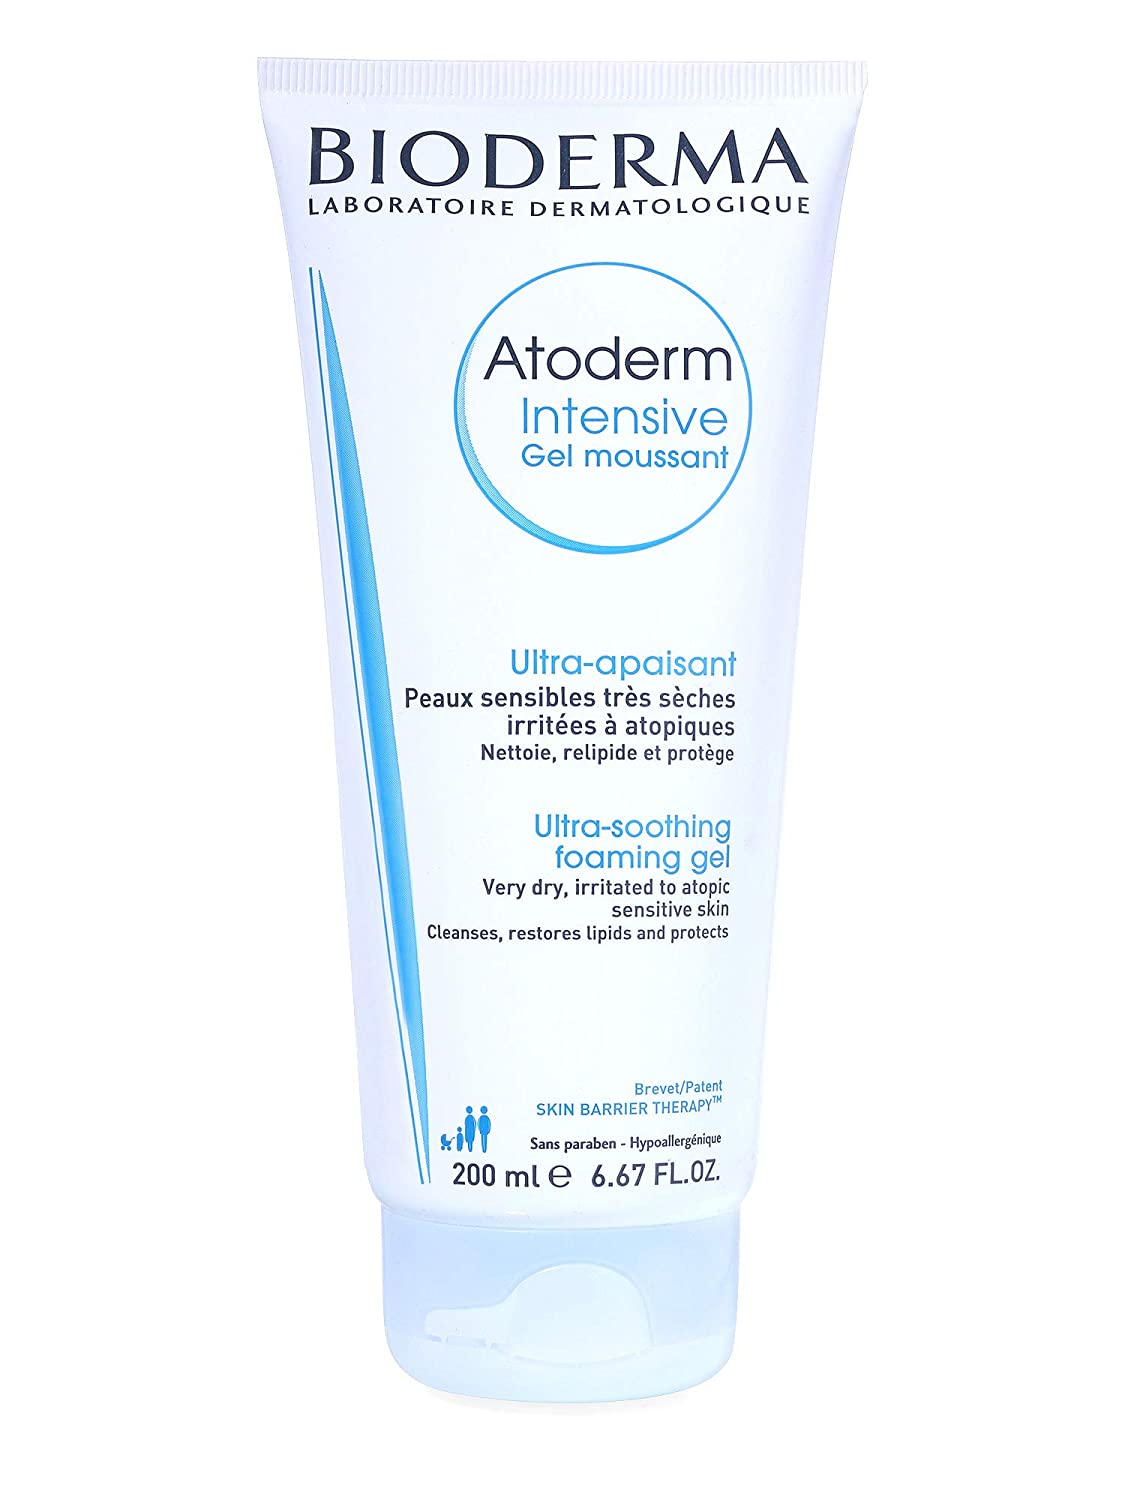 BIODERMA
LABORATOIRE DERMATOLOGIQUE
Atoderm
Intensive
Gel moussant
Ultra-apaisant
Peaux sensibles très sèches
irritées à atopiques
Nettoie, relipide et protège
Ultra-soothing
foaming gel
Very dry, irritated to atopic
sensitive skin
Cleanses, restores lipids and protects
Brevet/Patent
SKIN BARRIER THERAPY™
Sans paraben - Hypoallergénique
200 ml ℮ 6.67 FL.OZ.